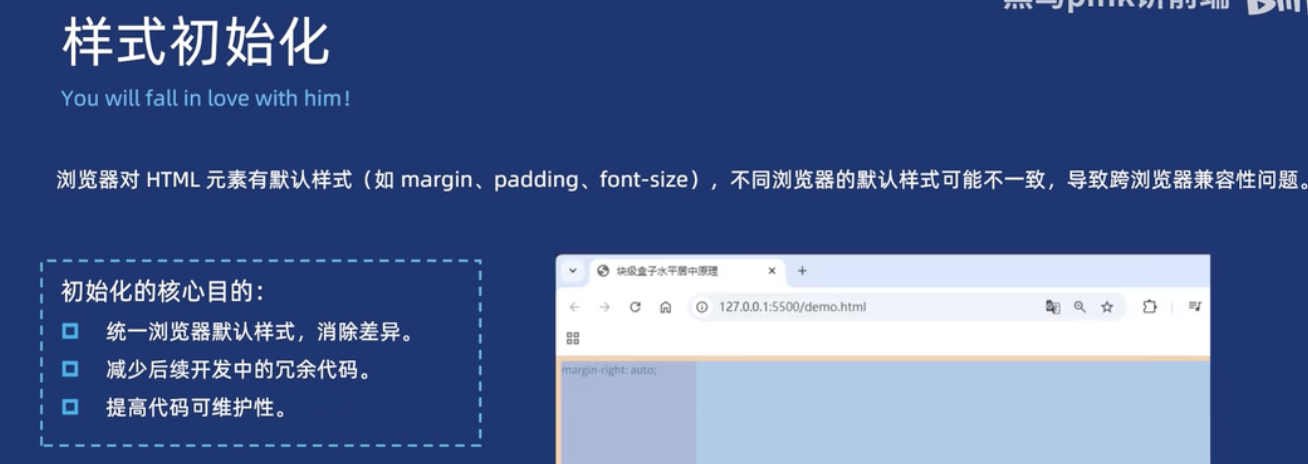 样式初始化
You will fall in love with him!
浏览器对 HTML 元素有默认样式（如 margin、padding、font-size），不同浏览器的默认样式可能不一致，导致跨浏览器兼容性问题。
初始化的核心目的：
统一浏览器默认样式，消除差异。
减少后续开发中的冗余代码。
提高代码可维护性。
块级盒子水平居中原理
127.0.0.1:5500/demo.html
margin-right: auto;